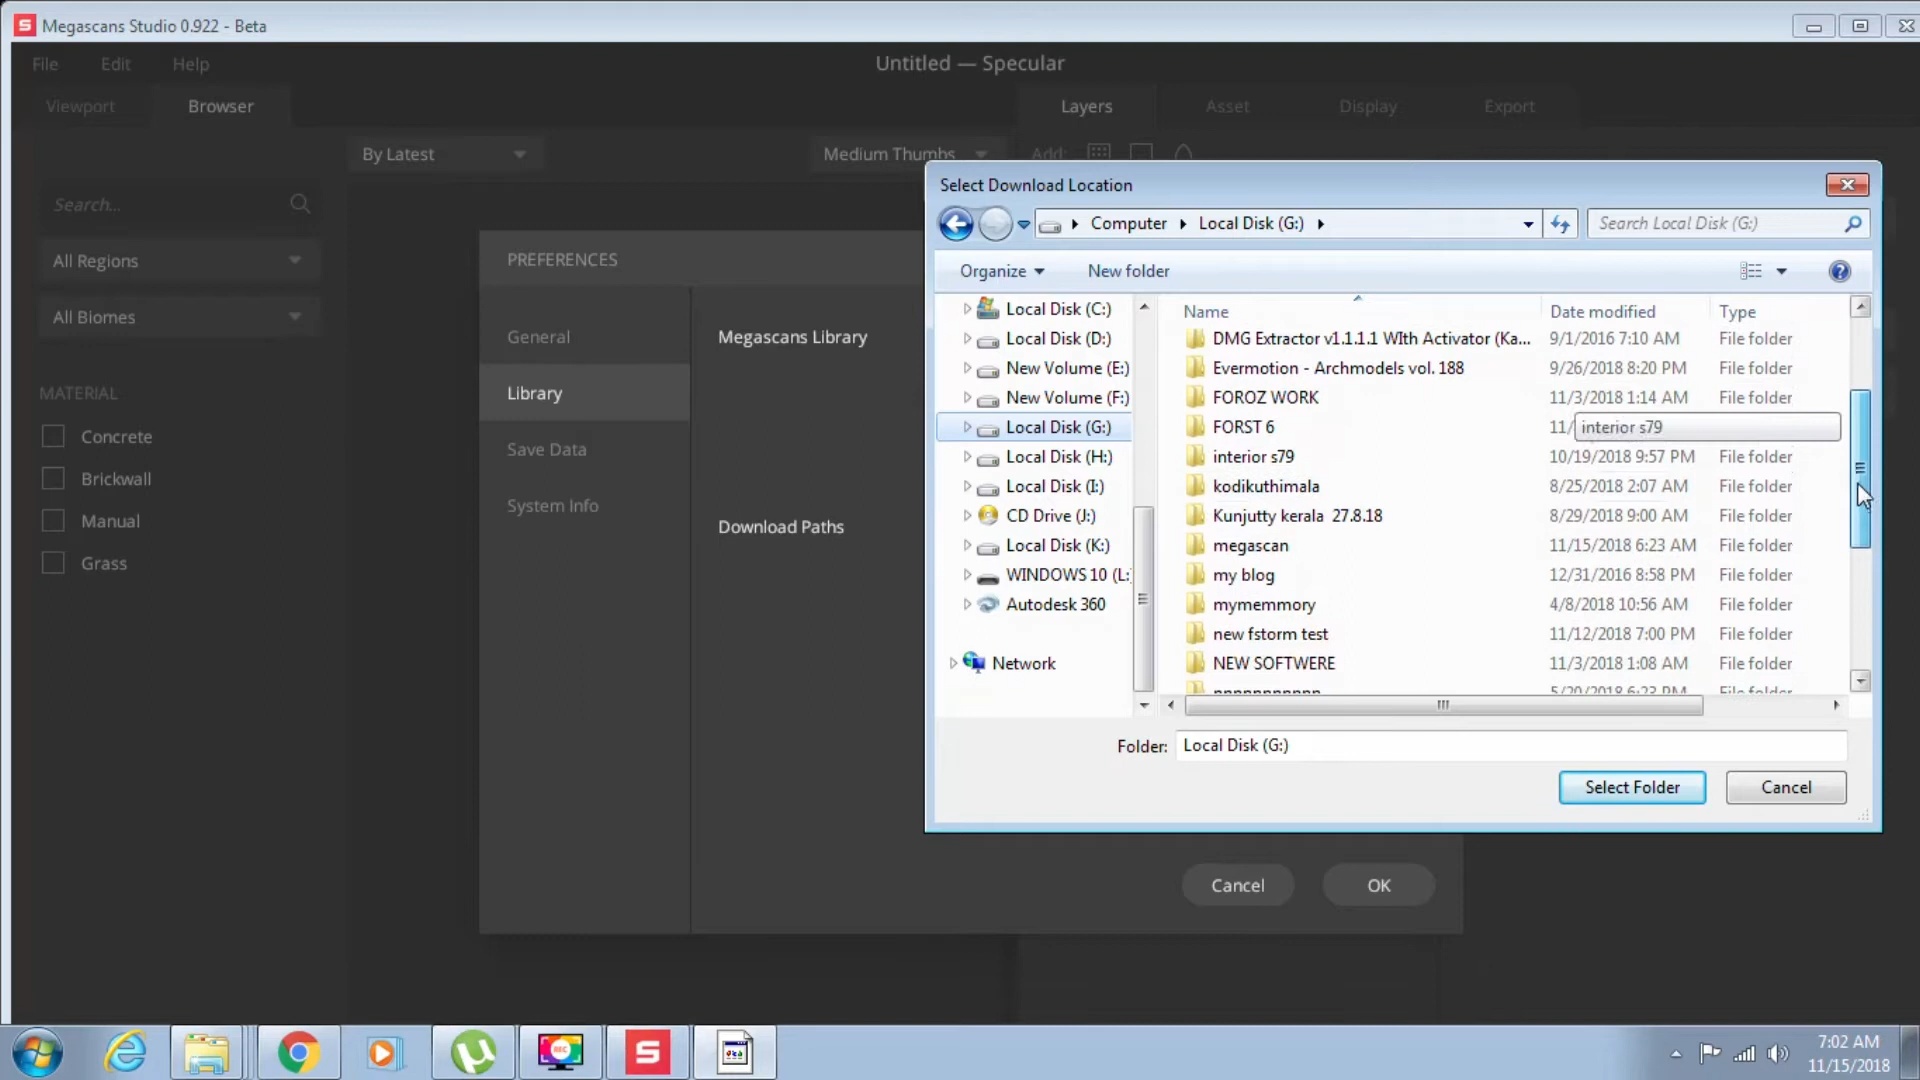 Megascans Studio 0.922 - Beta
File Edit Help
Untitled — Specular
Viewport Browser
Layers Asset Display Export
By Latest
Medium Thumbs
Add:
Search...
All Regions
All Biomes
MATERIAL
Concrete
Brickwall
Manual
Grass
PREFERENCES
General
Library
Save Data
System Info
Megascans Library
Download Paths
Cancel OK
Select Download Location
Computer Local Disk (G:)
Search Local Disk (G:)
Organize New folder
Local Disk (C:)
Local Disk (D:)
New Volume (E:)
New Volume (F:)
Local Disk (G:)
Local Disk (H:)
Local Disk (I:)
CD Drive (J:)
Local Disk (K:)
WINDOWS 10 (L:
Autodesk 360
Network
Name Date modified Type
DMG Extractor v1.1.1.1 WIth Activator (Ka... 9/1/2016 7:10 AM File folder
Evermotion - Archmodels vol. 188 9/26/2018 8:20 PM File folder
FOROZ WORK 11/3/2018 1:14 AM File folder
FORST 6 11/ interior s79
interior s79 10/19/2018 9:57 PM File folder
kodikuthimala 8/25/2018 2:07 AM File folder
Kunjutty kerala 27.8.18 8/29/2018 9:00 AM File folder
megascan 11/15/2018 6:23 AM File folder
my blog 12/31/2016 8:58 PM File folder
mymemmory 4/8/2018 10:56 AM File folder
new fstorm test 11/12/2018 7:00 PM File folder
NEW SOFTWERE 11/3/2018 1:08 AM File folder
5/20/2018 6:23 PM File folder
Folder: Local Disk (G:)
Select Folder Cancel
REC
7:02 AM
11/15/2018